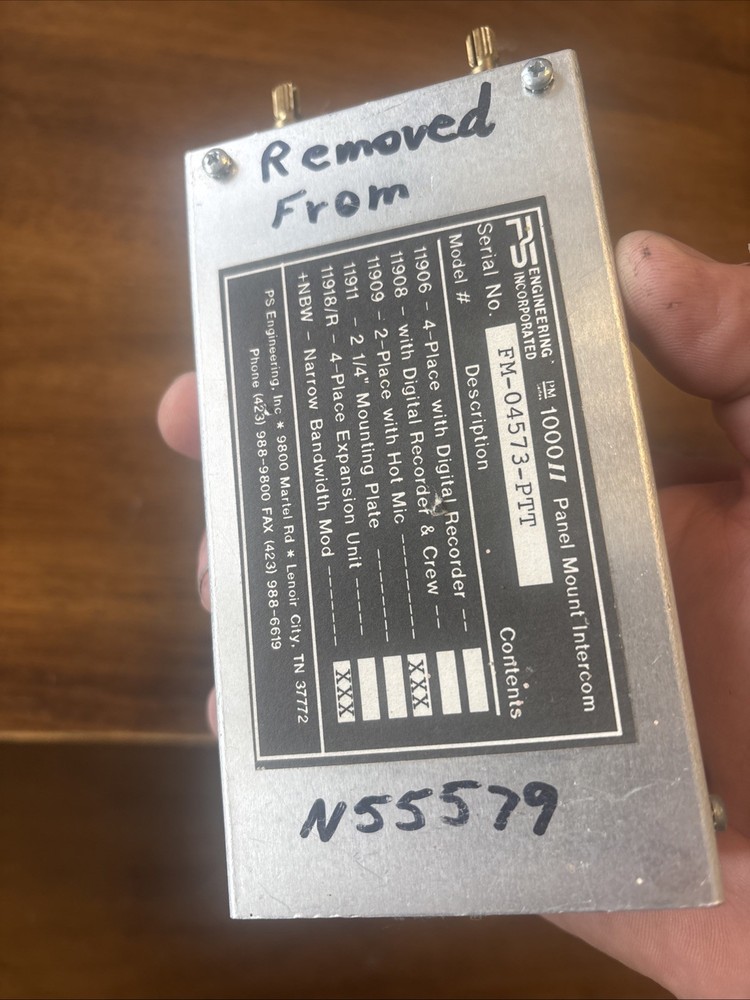 Removed
From
PS ENGINEERING INCORPORATED PM 1000II Panel Mount Intercom
Serial No. FM-04573-PTT
Model # Description Contents
11906 - 4-Place with Digital Recorder --
11908 - with Digital Recorder & Crew --
11909 - 2-Place with Hot Mic ---------- XXX
11911 - 2 1/4" Mounting Plate -------
11918/R - 4-Place Expansion Unit -----
+NBW - Narrow Bandwidth Mod ------- XXX
PS Engineering, Inc * 9800 Martel Rd * Lenoir City, TN 37772
Phone (423) 988-9800 FAX (423) 988-6619
N55579